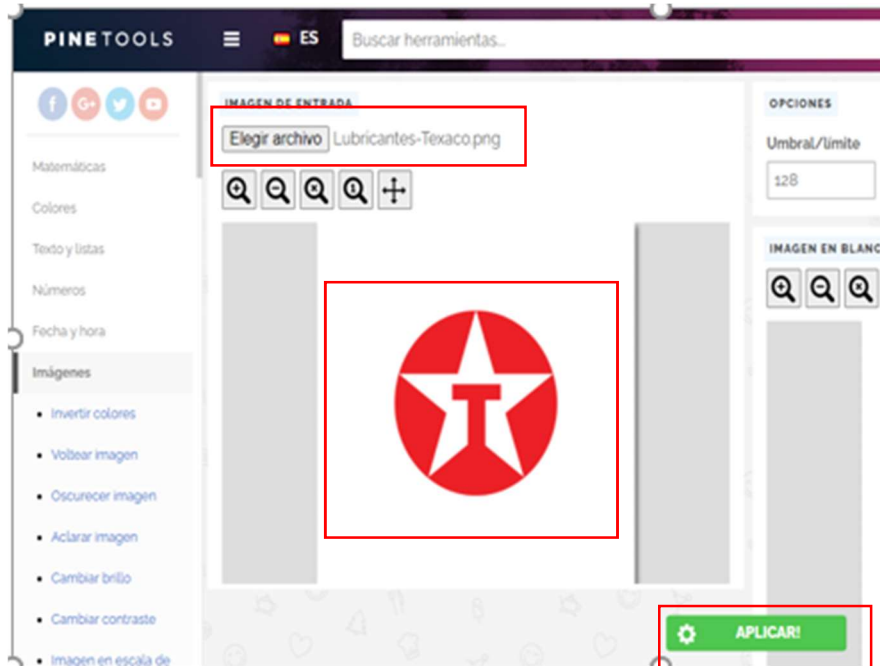 PINETOOLS
ES
Buscar herramientas...
f G+
Matemáticas
Colores
Texto y listas
Números
Fecha y hora
Imágenes
Invertir colores
Voltear imagen
Oscurecer imagen
Aclarar imagen
Cambiar brillo
Cambiar contraste
Imagen en escala de
IMAGEN DE ENTRADA
Elegir archivo Lubricantes-Texaco.png
1
T
OPCIONES
Umbral/límite
128
IMAGEN EN BLANC
APLICAR!